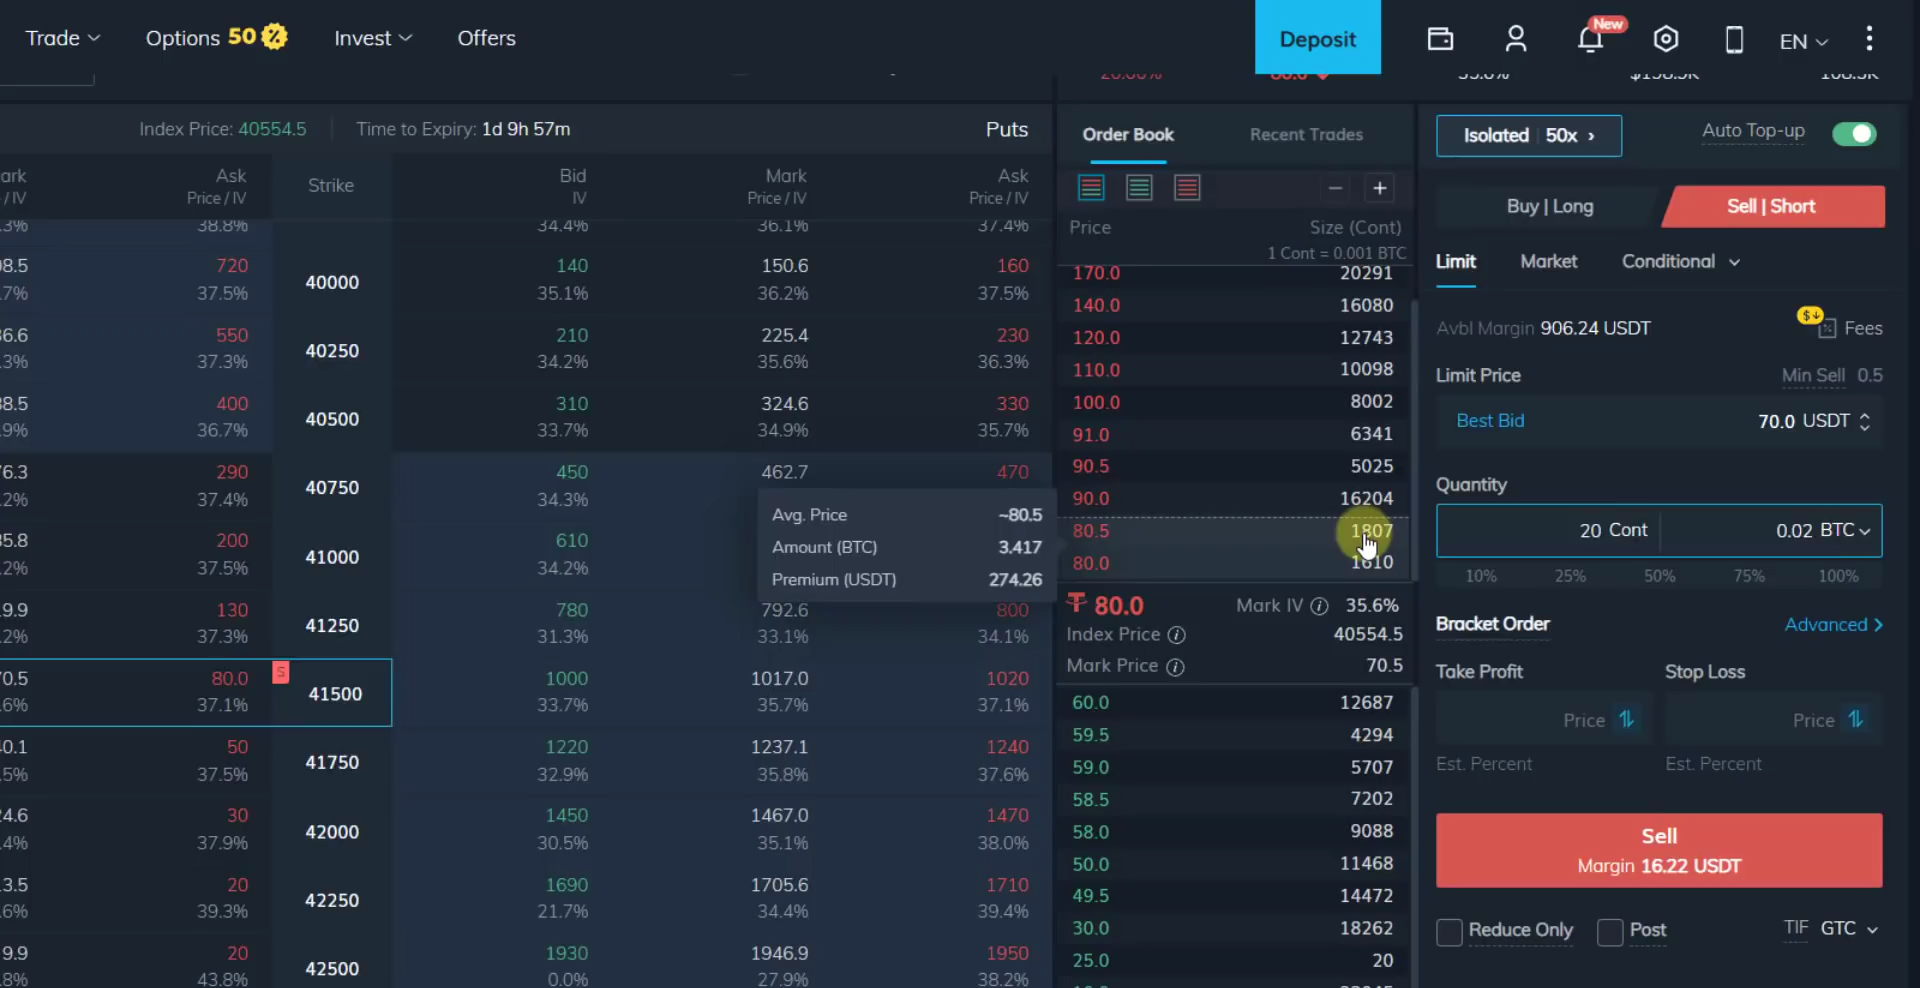 Trade Options 50 Invest Offers Deposit New EN
Index Price: 40554.5 Time to Expiry: 1d 9h 57m Puts
Ask Strike Bid Mark Ask
Price / IV IV Price / IV Price / IV
38.8% 34.4% 36.1% 37.4%
720 40000 140 150.6 160
37.5% 35.1% 36.2% 37.5%
550 40250 210 225.4 230
37.3% 34.2% 35.6% 36.3%
400 40500 310 324.6 330
36.7% 33.7% 34.9% 35.7%
290 40750 450 462.7 470
37.4% 34.3%
200 41000 610
37.5% 34.2%
130 41250 780 792.6 800
37.3% 31.3% 33.1% 34.1%
80.0 S 41500 1000 1017.0 1020
37.1% 33.7% 35.7% 37.1%
50 41750 1220 1237.1 1240
37.5% 32.9% 35.8% 37.6%
30 42000 1450 1467.0 1470
37.9% 30.5% 35.1% 38.0%
20 42250 1690 1705.6 1710
39.3% 21.7% 34.4% 39.4%
20 42500 1930 1946.9 1950
43.8% 0.0% 27.9% 38.2%
Avg. Price ~80.5
Amount (BTC) 3.417
Premium (USDT) 274.26
Order Book Recent Trades
Price Size (Cont)
1 Cont = 0.001 BTC
170.0 20291
140.0 16080
120.0 12743
110.0 10098
100.0 8002
91.0 6341
90.5 5025
90.0 16204
80.5 1807
80.0 1610
80.0 Mark IV 35.6%
Index Price 40554.5
Mark Price 70.5
60.0 12687
59.5 4294
59.0 5707
58.5 7202
58.0 9088
50.0 11468
49.5 14472
30.0 18262
25.0 20
Isolated 50x › Auto Top-up
Buy | Long Sell | Short
Limit Market Conditional
Avbl Margin 906.24 USDT Fees
Limit Price Min Sell 0.5
Best Bid 70.0 USDT
Quantity
20 Cont 0.02 BTC
10% 25% 50% 75% 100%
Bracket Order Advanced >
Take Profit Stop Loss
Price Price
Est. Percent Est. Percent
Sell
Margin 16.22 USDT
Reduce Only Post TIF GTC